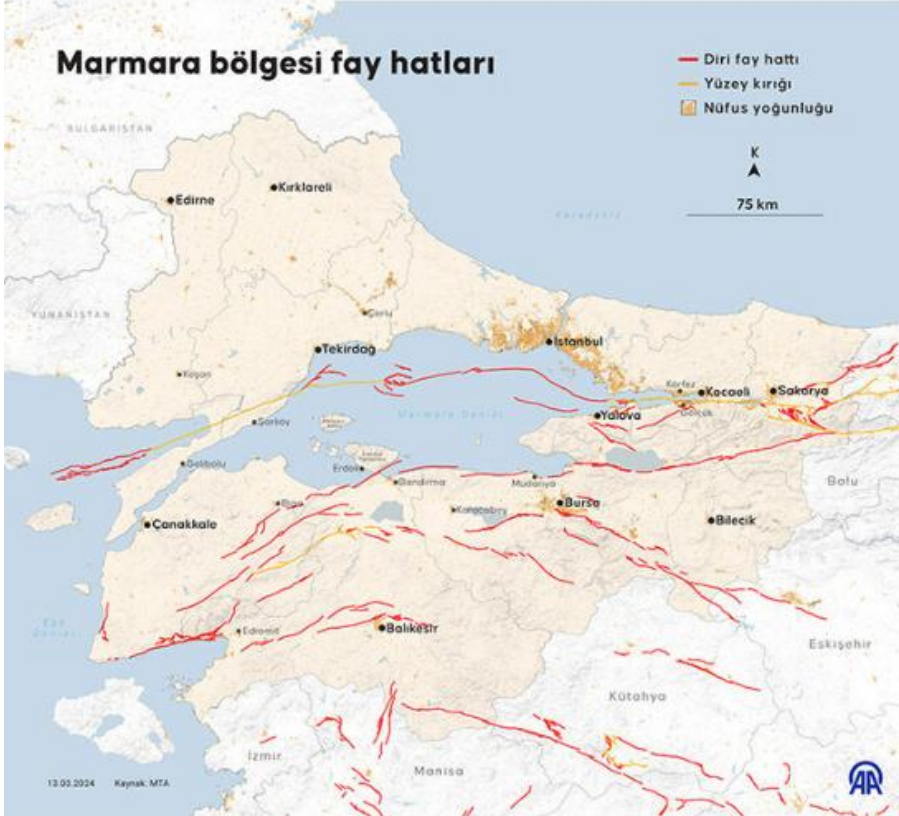 Marmara bölgesi fay hatları
Diri fay hattı
Yüzey kırığı
Nüfus yoğunluğu
K
75 km
BULGARİSTAN
Kırklareli
Edirne
Karadeniz
YUNANİSTAN
Çorlu
Tekirdağ
İstanbul
Keşan
Körfez
Kocaeli
Sakarya
Marmara Denizi
Yalova
Gölcük
Şarköy
Gelibolu
Erdek
Bandırma
Mudanya
Bolu
Biga
Bursa
Karacabey
Çanakkale
Bilecik
Ege
Denizi
Edremit
Balıkesir
Eskişehir
Kütahya
İzmir
Manisa
13.03.2024 Kaynak: MTA
AA